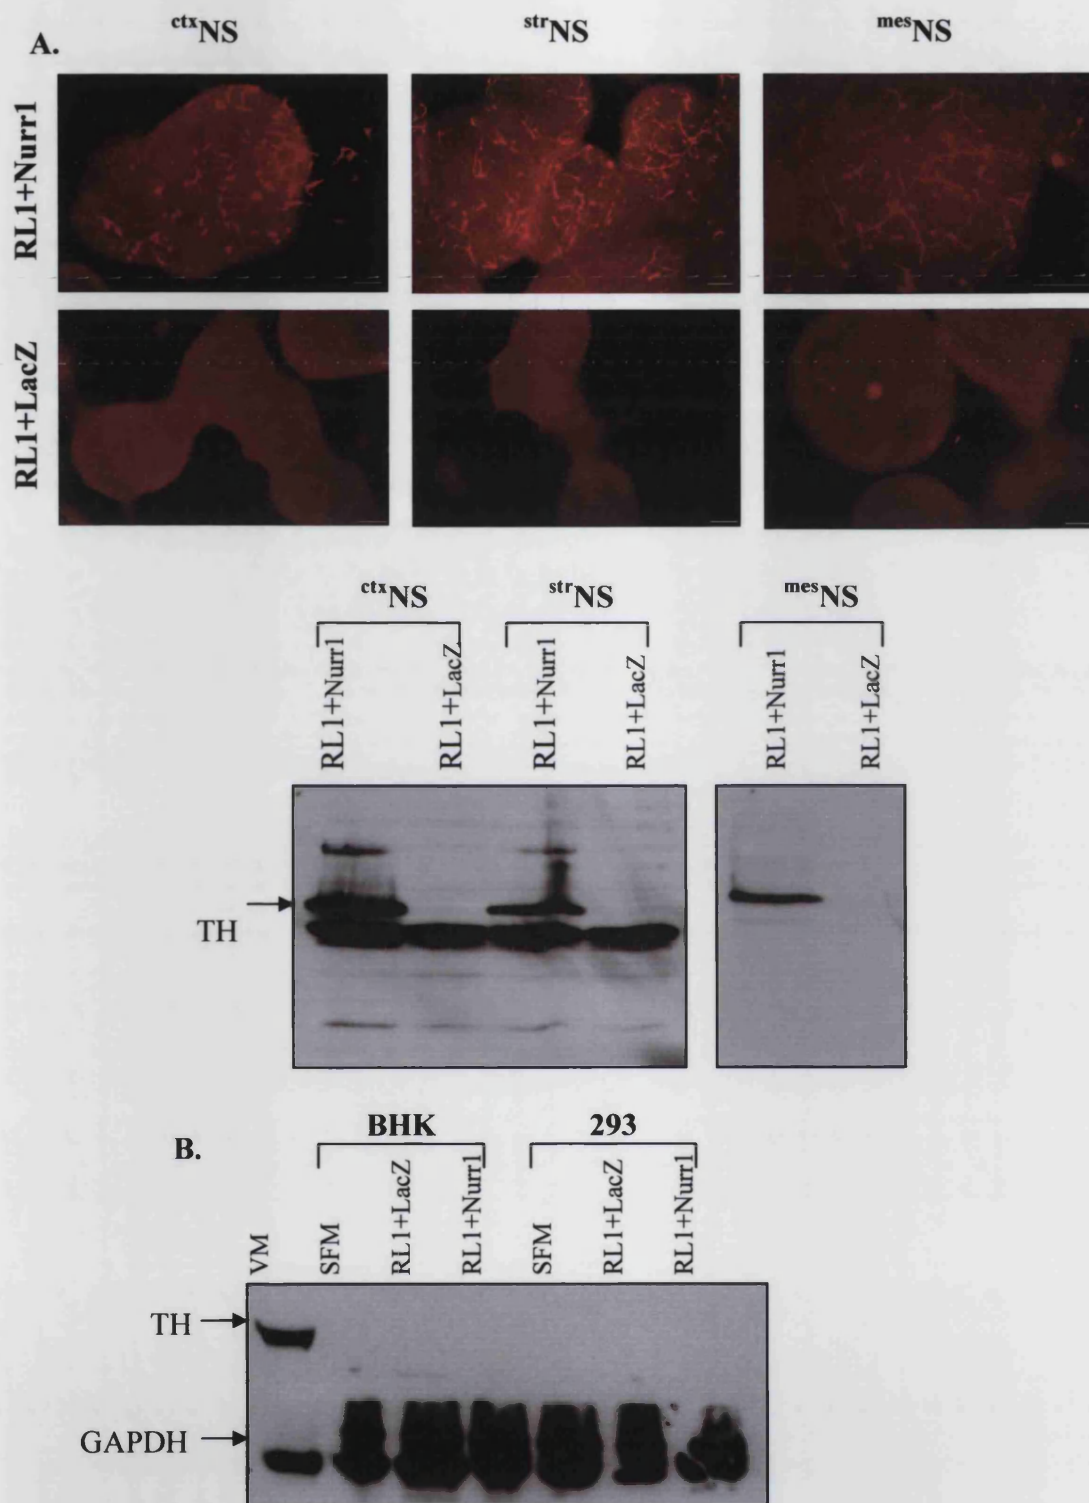 A.
ctxNS strNS mesNS
RL1+Nurr1
RL1+LacZ
ctxNS strNS mesNS
RL1+Nurr1 RL1+LacZ RL1+Nurr1 RL1+LacZ RL1+Nurr1 RL1+LacZ
TH
B.
BHK 293
VM SFM RL1+LacZ RL1+Nurr1 SFM RL1+LacZ RL1+Nurr1
TH
GAPDH